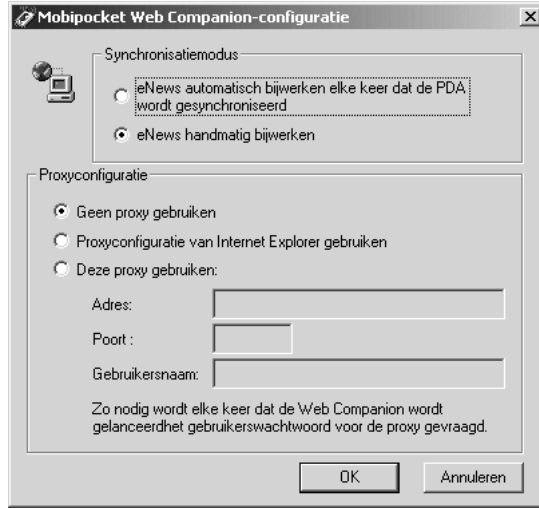 Mobipocket Web Companion-configuratie
Synchronisatiemodus
eNews automatisch bijwerken elke keer dat de PDA
wordt gesynchroniseerd
eNews handmatig bijwerken
Proxyconfiguratie
Geen proxy gebruiken
Proxyconfiguratie van Internet Explorer gebruiken
Deze proxy gebruiken:
Adres:
Poort :
Gebruikersnaam:
Zo nodig wordt elke keer dat de Web Companion wordt
gelanceerdhet gebruikerswachtwoord voor de proxy gevraagd.
OK
Annuleren